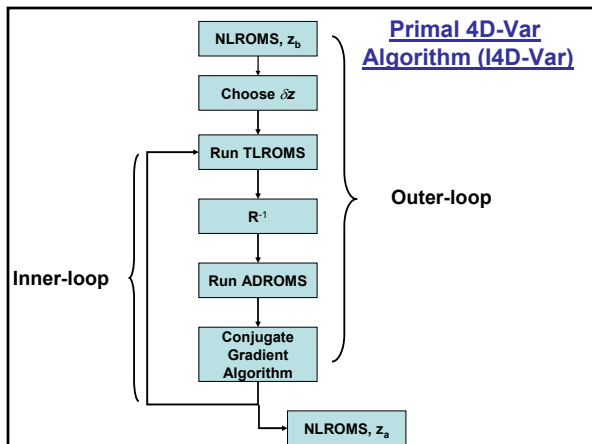 Primal 4D-Var
Algorithm (I4D-Var)
NLROMS, z_b
Choose δz
Run TLROMS
R⁻¹
Outer-loop
Inner-loop
Run ADROMS
Conjugate
Gradient
Algorithm
NLROMS, z_a